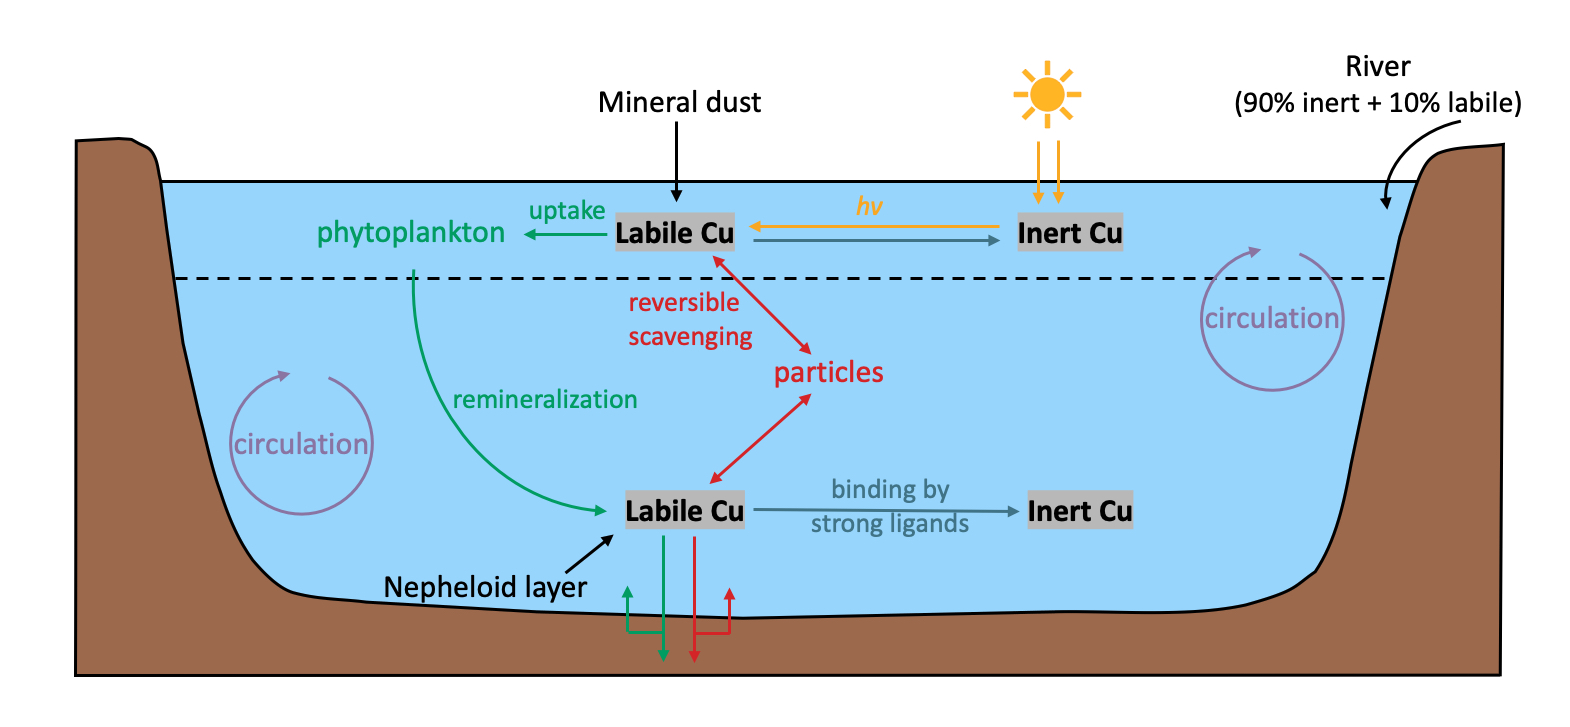 River
Mineral dust
(90% inert + 10% labile)
uptake
hv
phytoplankton
Labile Cu
Inert Cu
reversible
scavenging
circulation
particles
remineralization
circulation
binding by
Labile Cu
Inert Cu
strong ligands
Nepheloid layer